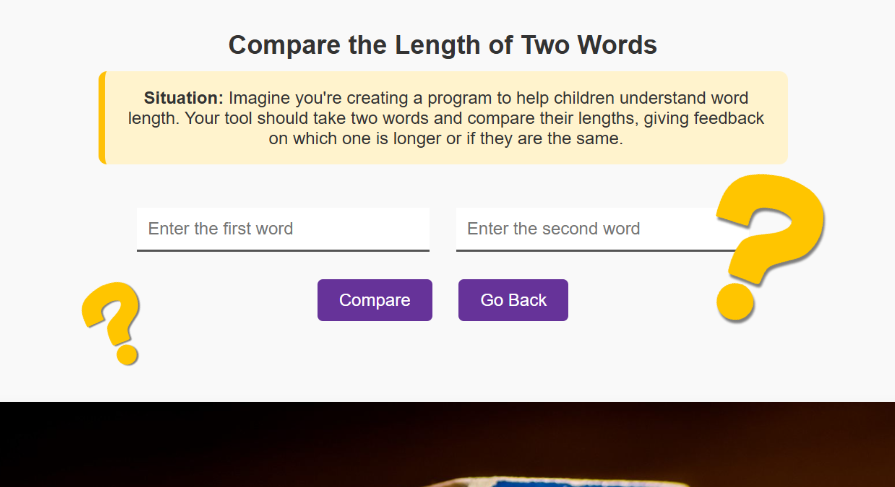 Compare the Length of Two Words
Situation: Imagine you're creating a program to help children understand word
length. Your tool should take two words and compare their lengths, giving feedback
on which one is longer or if they are the same.
Enter the first word
Enter the second word
Compare
Go Back
?
?